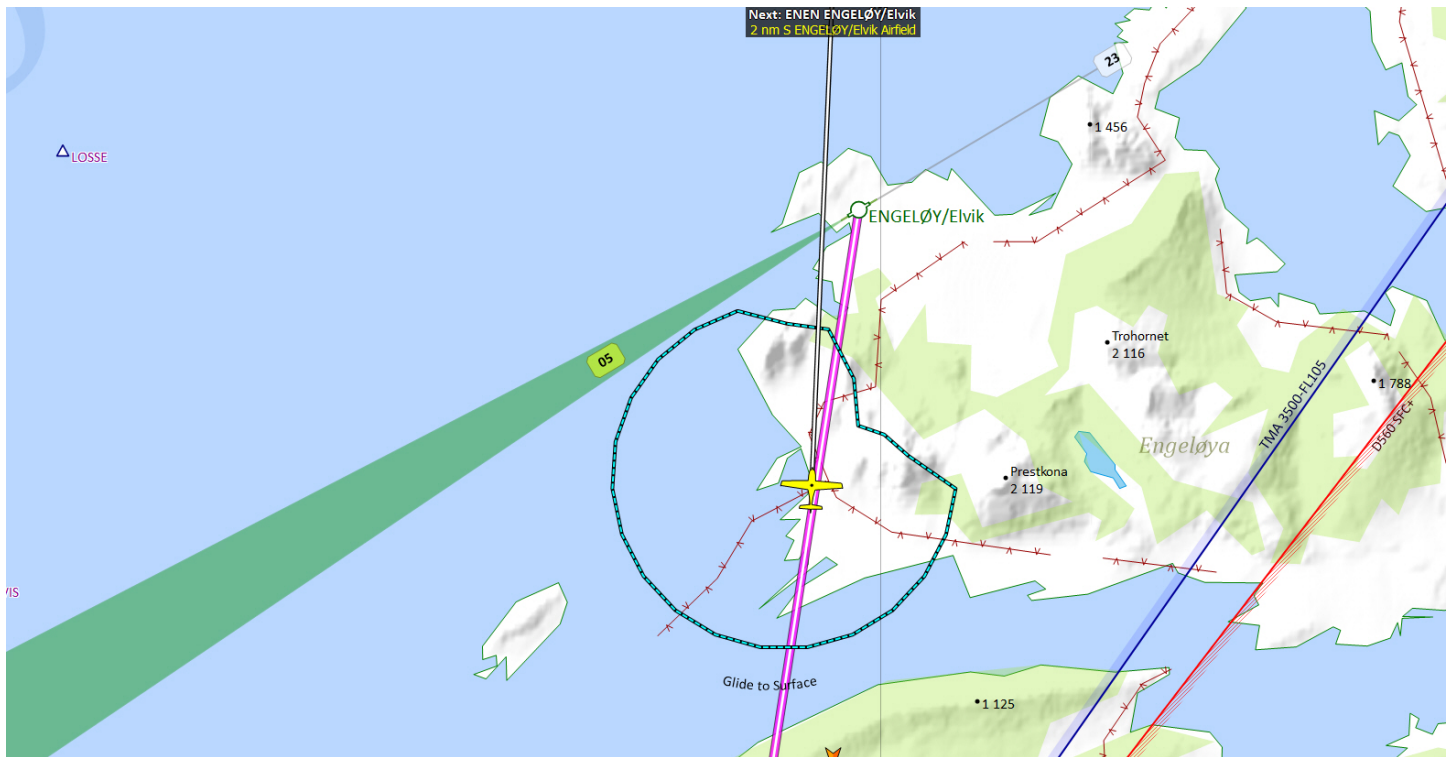 Next: ENEN ENGELØY/Elvik
2 nm S ENGELØY/Elvik Airfield
23
1 456
LOSSE
ENGELØY/Elvik
Trohornet
2 116
05
1 788
TMA 3500-FL105
D560 SFC+
Engeløya
Prestkona
2 119
/IS
Glide to Surface
1 125